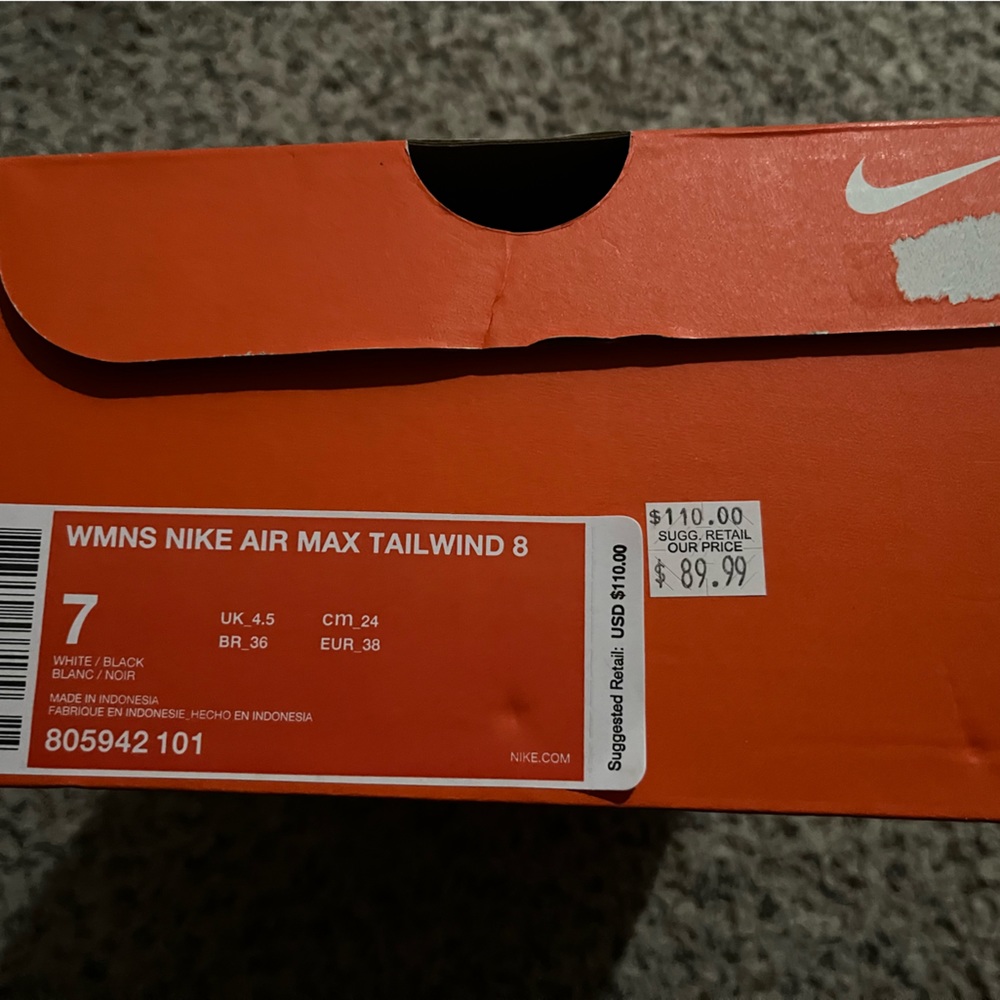 WMNS NIKE AIR MAX TAILWIND 8
7
UK_4.5 cm_24
BR_36 EUR_38
WHITE / BLACK
BLANC / NOIR
MADE IN INDONESIA
FABRIQUE EN INDONESIE_HECHO EN INDONESIA
805942 101
NIKE.COM
Suggested Retail: USD $110.00
$110.00
SUGG. RETAIL
OUR PRICE
$ 89.99